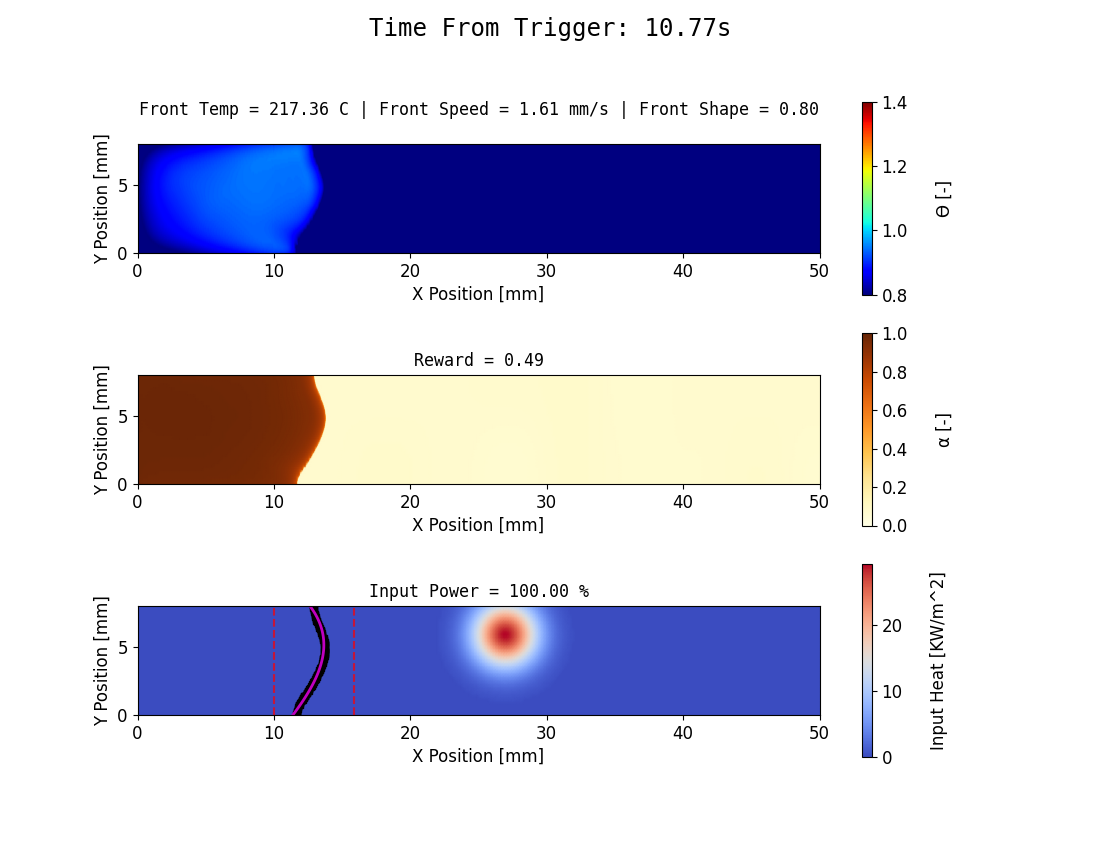 Time From Trigger: 10.77s
Front Temp = 217.36 C | Front Speed = 1.61 mm/s | Front Shape = 0.80
Y Position [mm]
5
0
0 10 20 30 40 50
X Position [mm]
1.4
1.2
1.0
0.8
Θ [-]
Reward = 0.49
Y Position [mm]
5
0
0 10 20 30 40 50
X Position [mm]
1.0
0.8
0.6
0.4
0.2
0.0
α [-]
Input Power = 100.00 %
Y Position [mm]
5
0
0 10 20 30 40 50
X Position [mm]
20
10
0
Input Heat [KW/m^2]